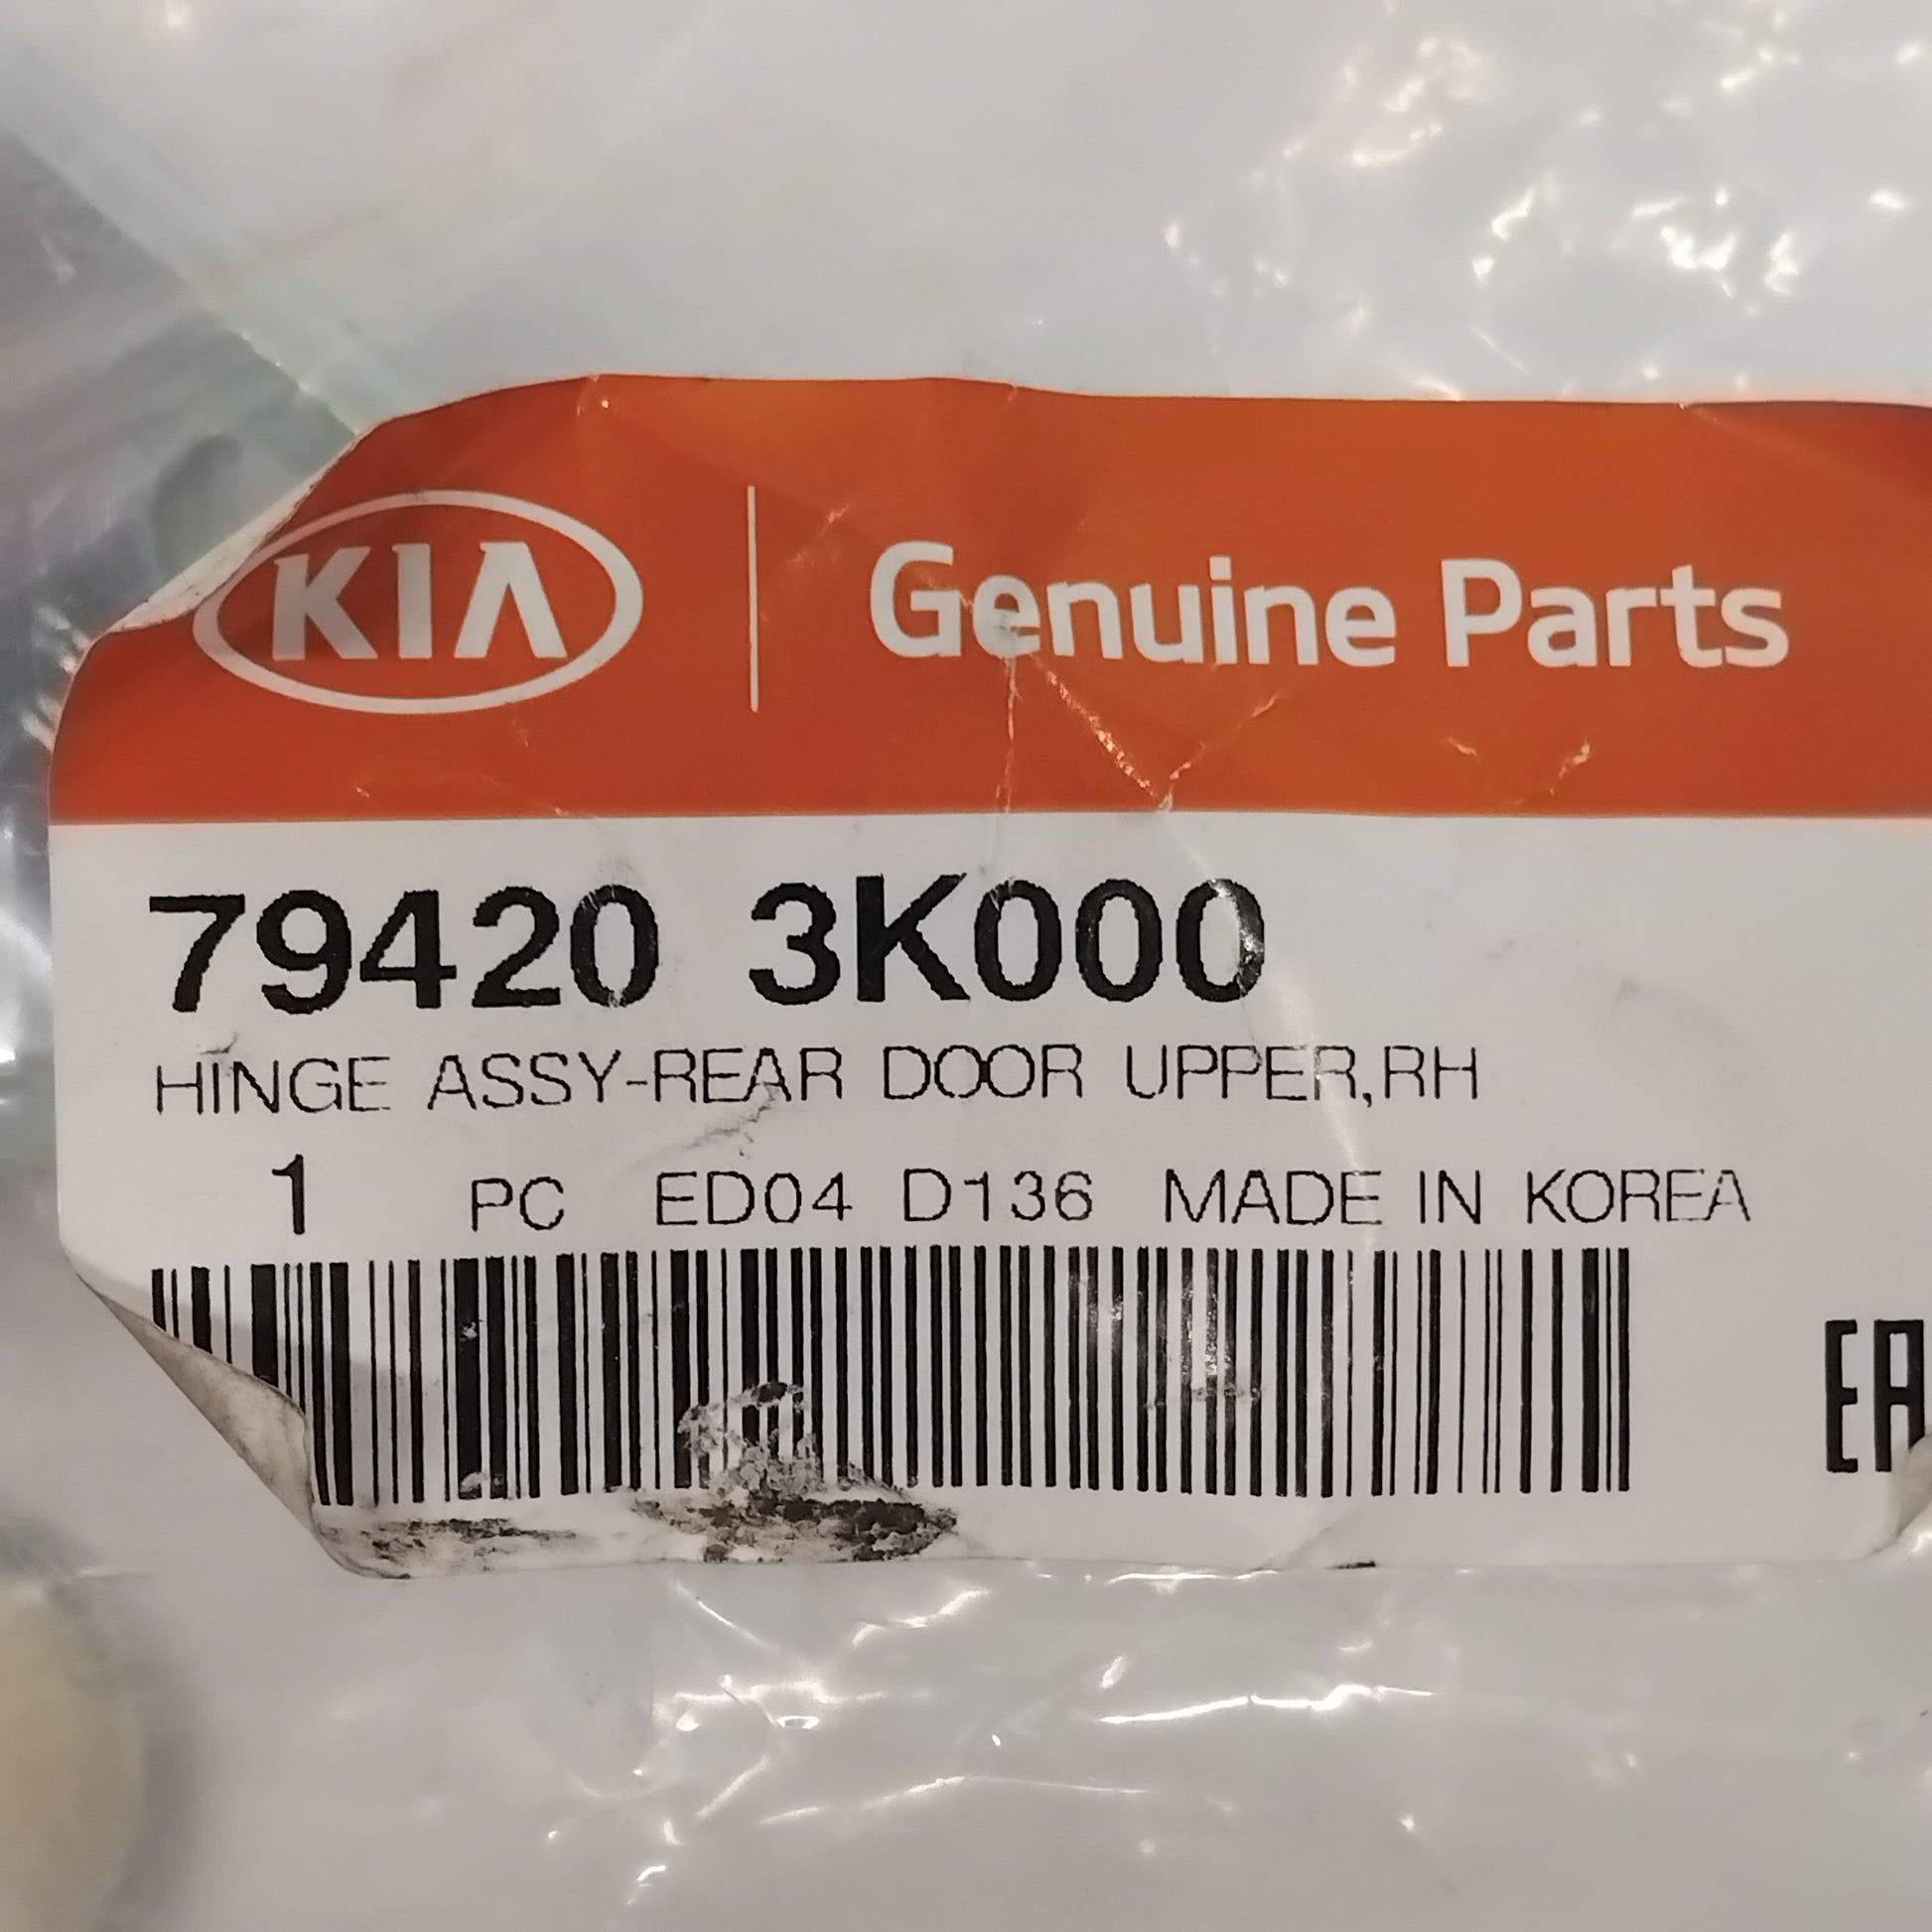 KIA Genuine Parts
79420 3K000
HINGE ASSY-REAR DOOR UPPER,RH
1 PC ED04 D136 MADE IN KOREA